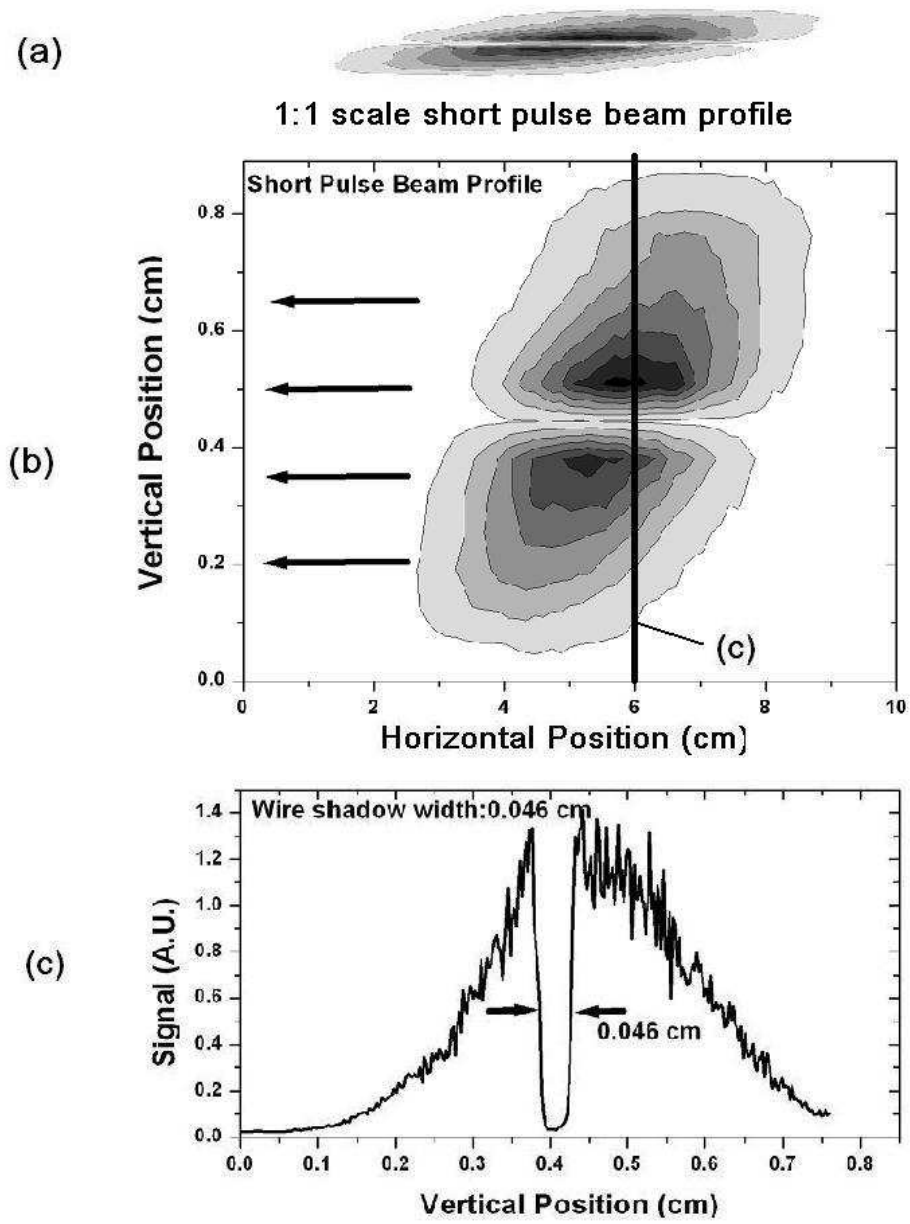 (a)
1:1 scale short pulse beam profile
(b)
Short Pulse Beam Profile
Vertical Position (cm)
0.8
0.6
0.4
0.2
0.0
(c)
0 2 4 6 8 10
Horizontal Position (cm)
(c)
Wire shadow width:0.046 cm
Signal (A.U.)
1.4
1.2
1.0
0.8
0.6
0.4
0.2
0.0
0.046 cm
0.0 0.1 0.2 0.3 0.4 0.5 0.6 0.7 0.8
Vertical Position (cm)